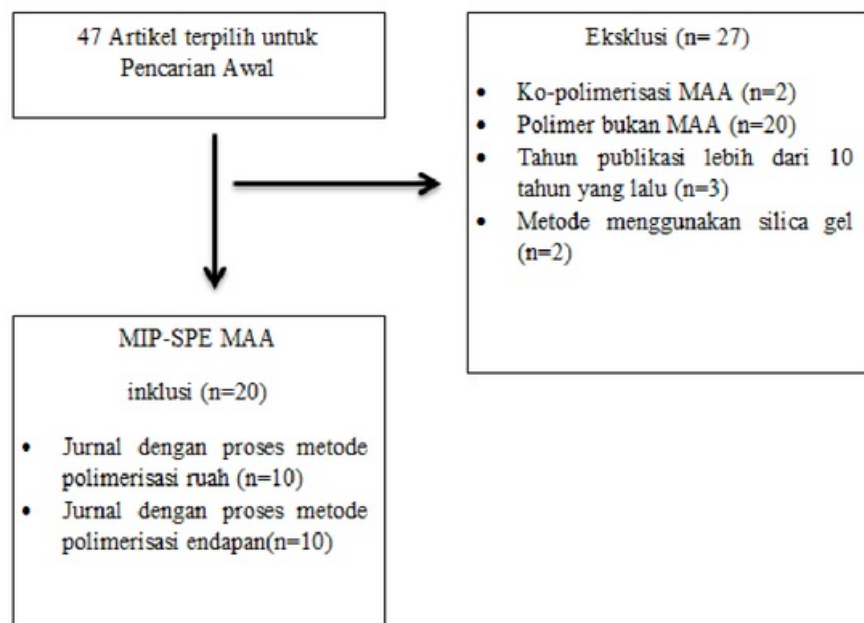 47 Artikel terpilih untuk
Pencarian Awal
Eksklusi (n= 27)
• Ko-polimerisasi MAA (n=2)
• Polimer bukan MAA (n=20)
• Tahun publikasi lebih dari 10
tahun yang lalu (n=3)
• Metode menggunakan silica gel
(n=2)
MIP-SPE MAA
inklusi (n=20)
• Jurnal dengan proses metode
polimerisasi ruah (n=10)
• Jurnal dengan proses metode
polimerisasi endapan(n=10)